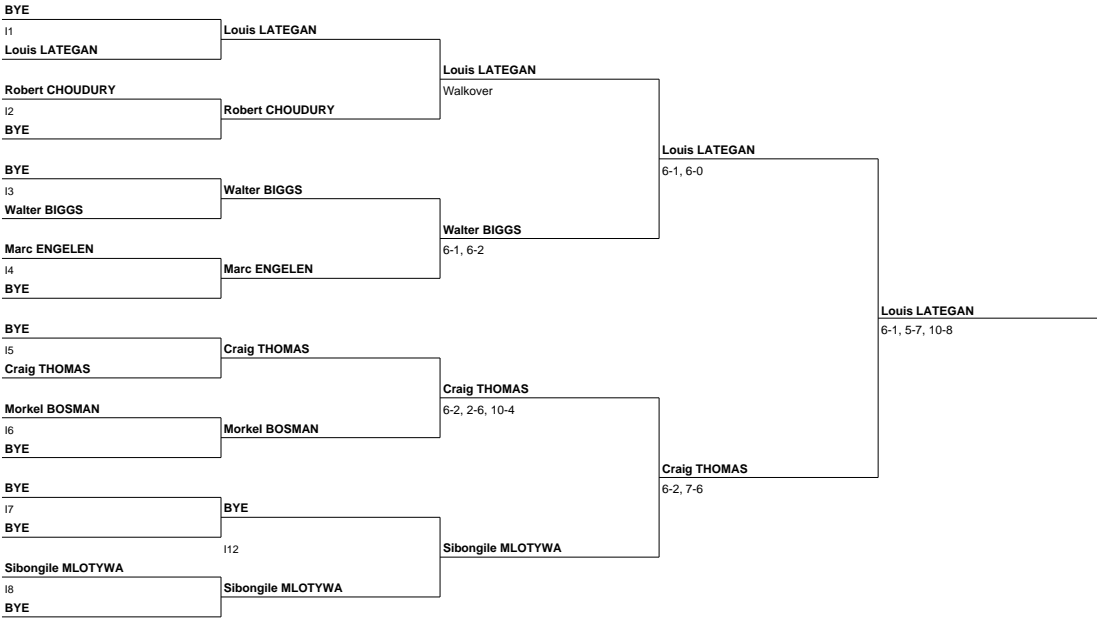 BYE
I1
Louis LATEGAN
Robert CHOUDURY
I2
BYE
BYE
I3
Walter BIGGS
Marc ENGELEN
I4
BYE
BYE
I5
Craig THOMAS
Morkel BOSMAN
I6
BYE
BYE
I7
BYE
Sibongile MLOTYWA
I8
BYE
Louis LATEGAN
Robert CHOUDURY
Walter BIGGS
Marc ENGELEN
Craig THOMAS
Morkel BOSMAN
BYE
I12
Sibongile MLOTYWA
Louis LATEGAN
Walkover
Walter BIGGS
6-1, 6-2
Craig THOMAS
6-2, 2-6, 10-4
Sibongile MLOTYWA
Louis LATEGAN
6-1, 6-0
Craig THOMAS
6-2, 7-6
Louis LATEGAN
6-1, 5-7, 10-8